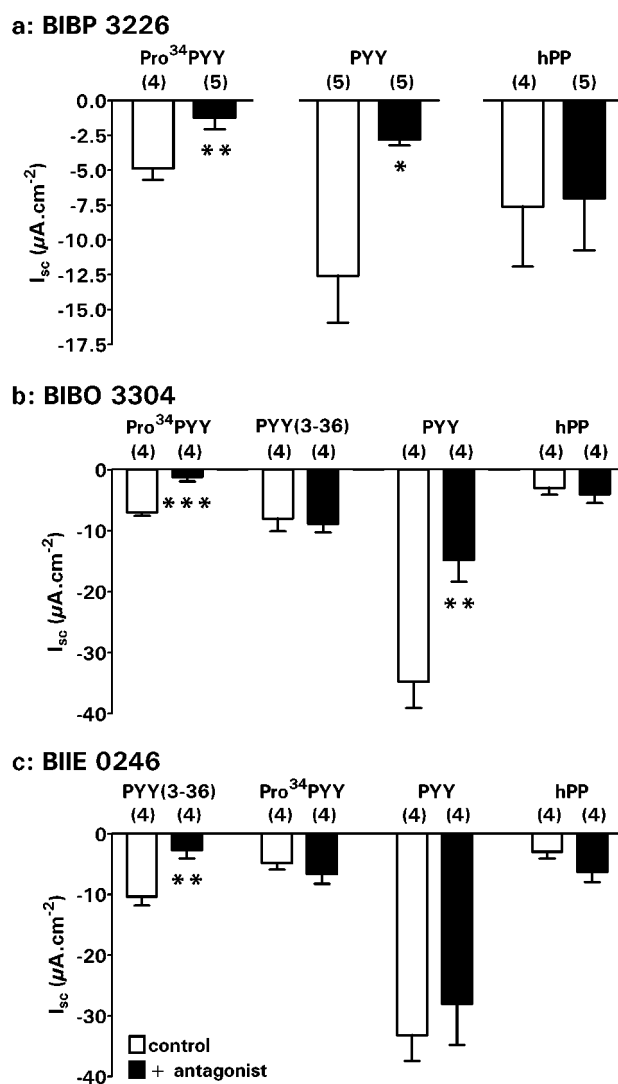 a: BIBP 3226
Pro³⁴PYY PYY hPP
(4) (5) (5) (5) (4) (5)
0.0
-2.5
-5.0
-7.5
-10.0
-12.5
-15.0
-17.5
I_sc (µA.cm⁻²)
** *
b: BIBO 3304
Pro³⁴PYY PYY(3-36) PYY hPP
(4) (4) (4) (4) (4) (4) (4) (4)
0
-10
-20
-30
-40
I_sc (µA.cm⁻²)
*** **
c: BIIE 0246
PYY(3-36) Pro³⁴PYY PYY hPP
(4) (4) (4) (4) (4) (4) (4) (4)
0
-10
-20
-30
-40
I_sc (µA.cm⁻²)
**
control
+ antagonist